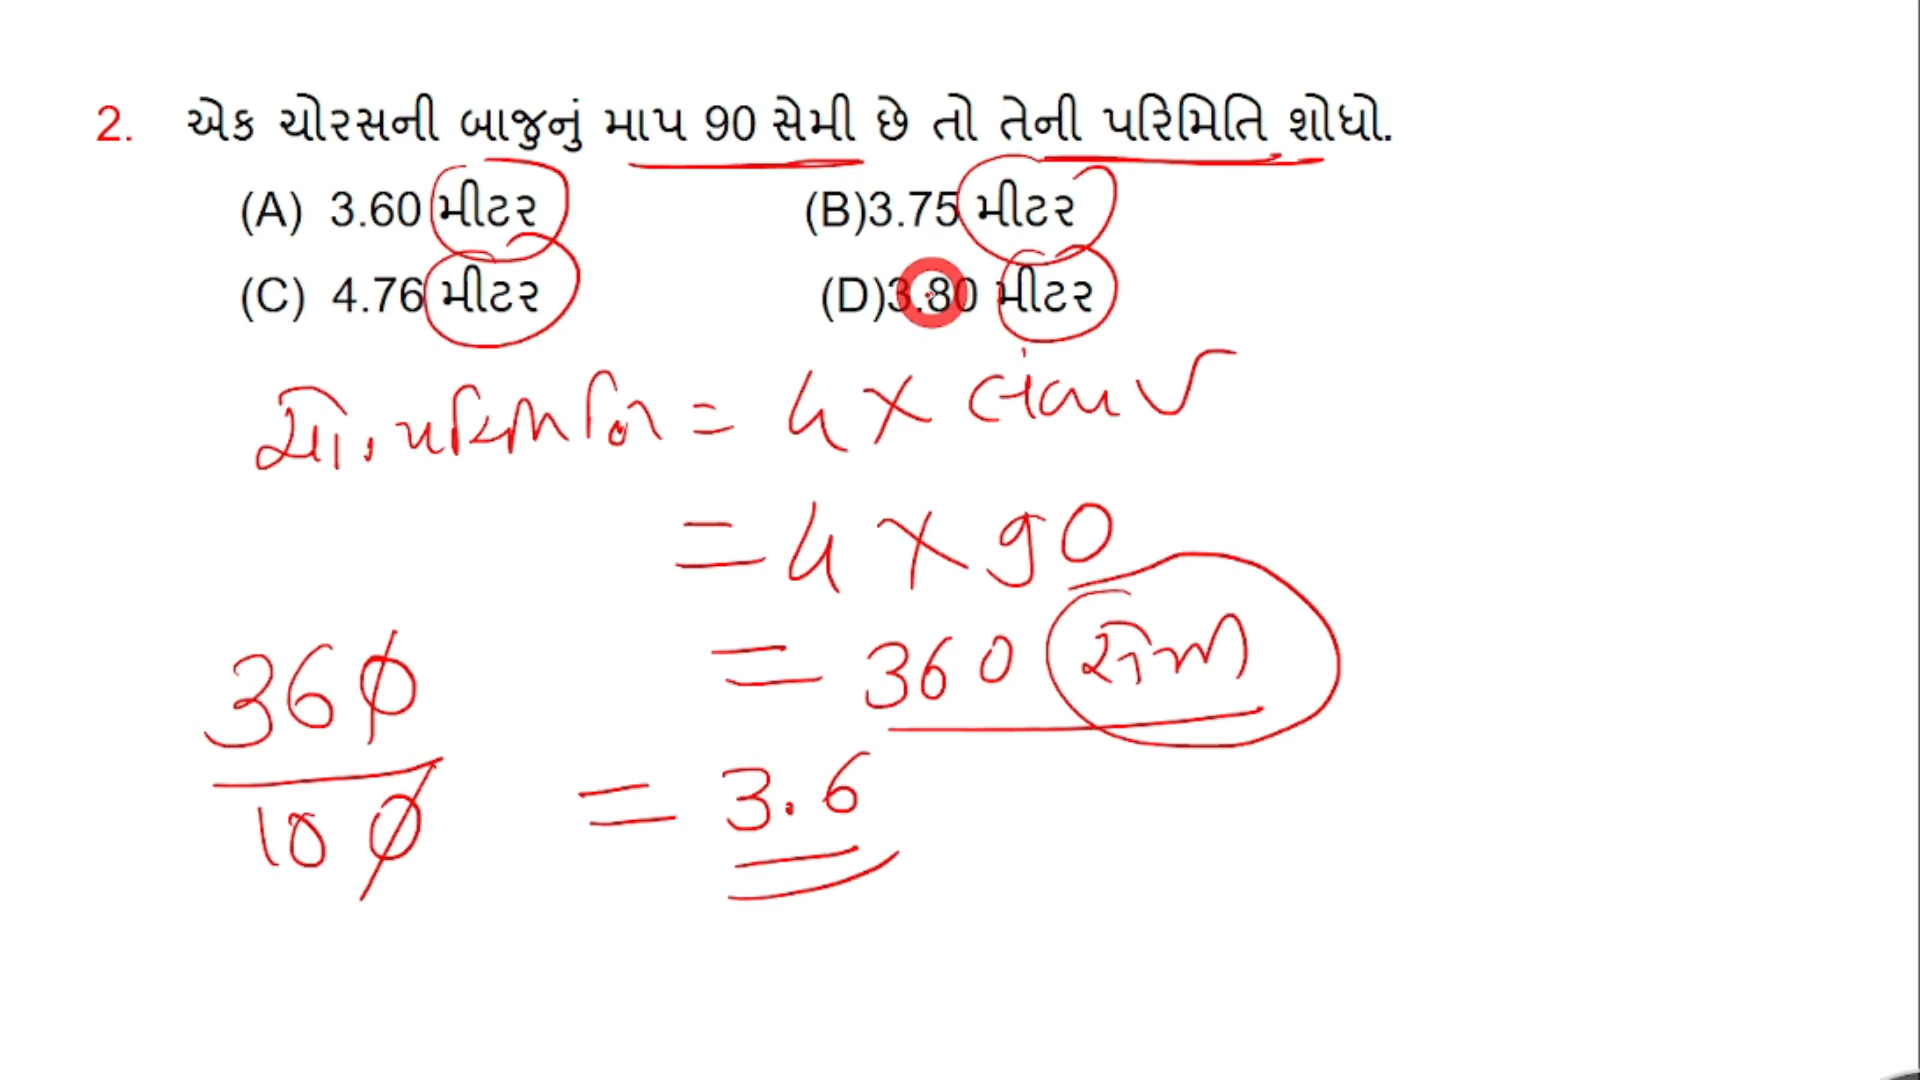 2. એક ચોરસની બાજુનું માપ 90 સેમી છે તો તેની પરિમિતિ શોધો.
(A) 3.60 મીટર (B)3.75 મીટર
(C) 4.76 મીટર (D)3.80 મીટર
ચો. પરિમિતિ = 4 × લંબાઈ
= 4 × 90
= 360 સેમી
360
100 = 3.6